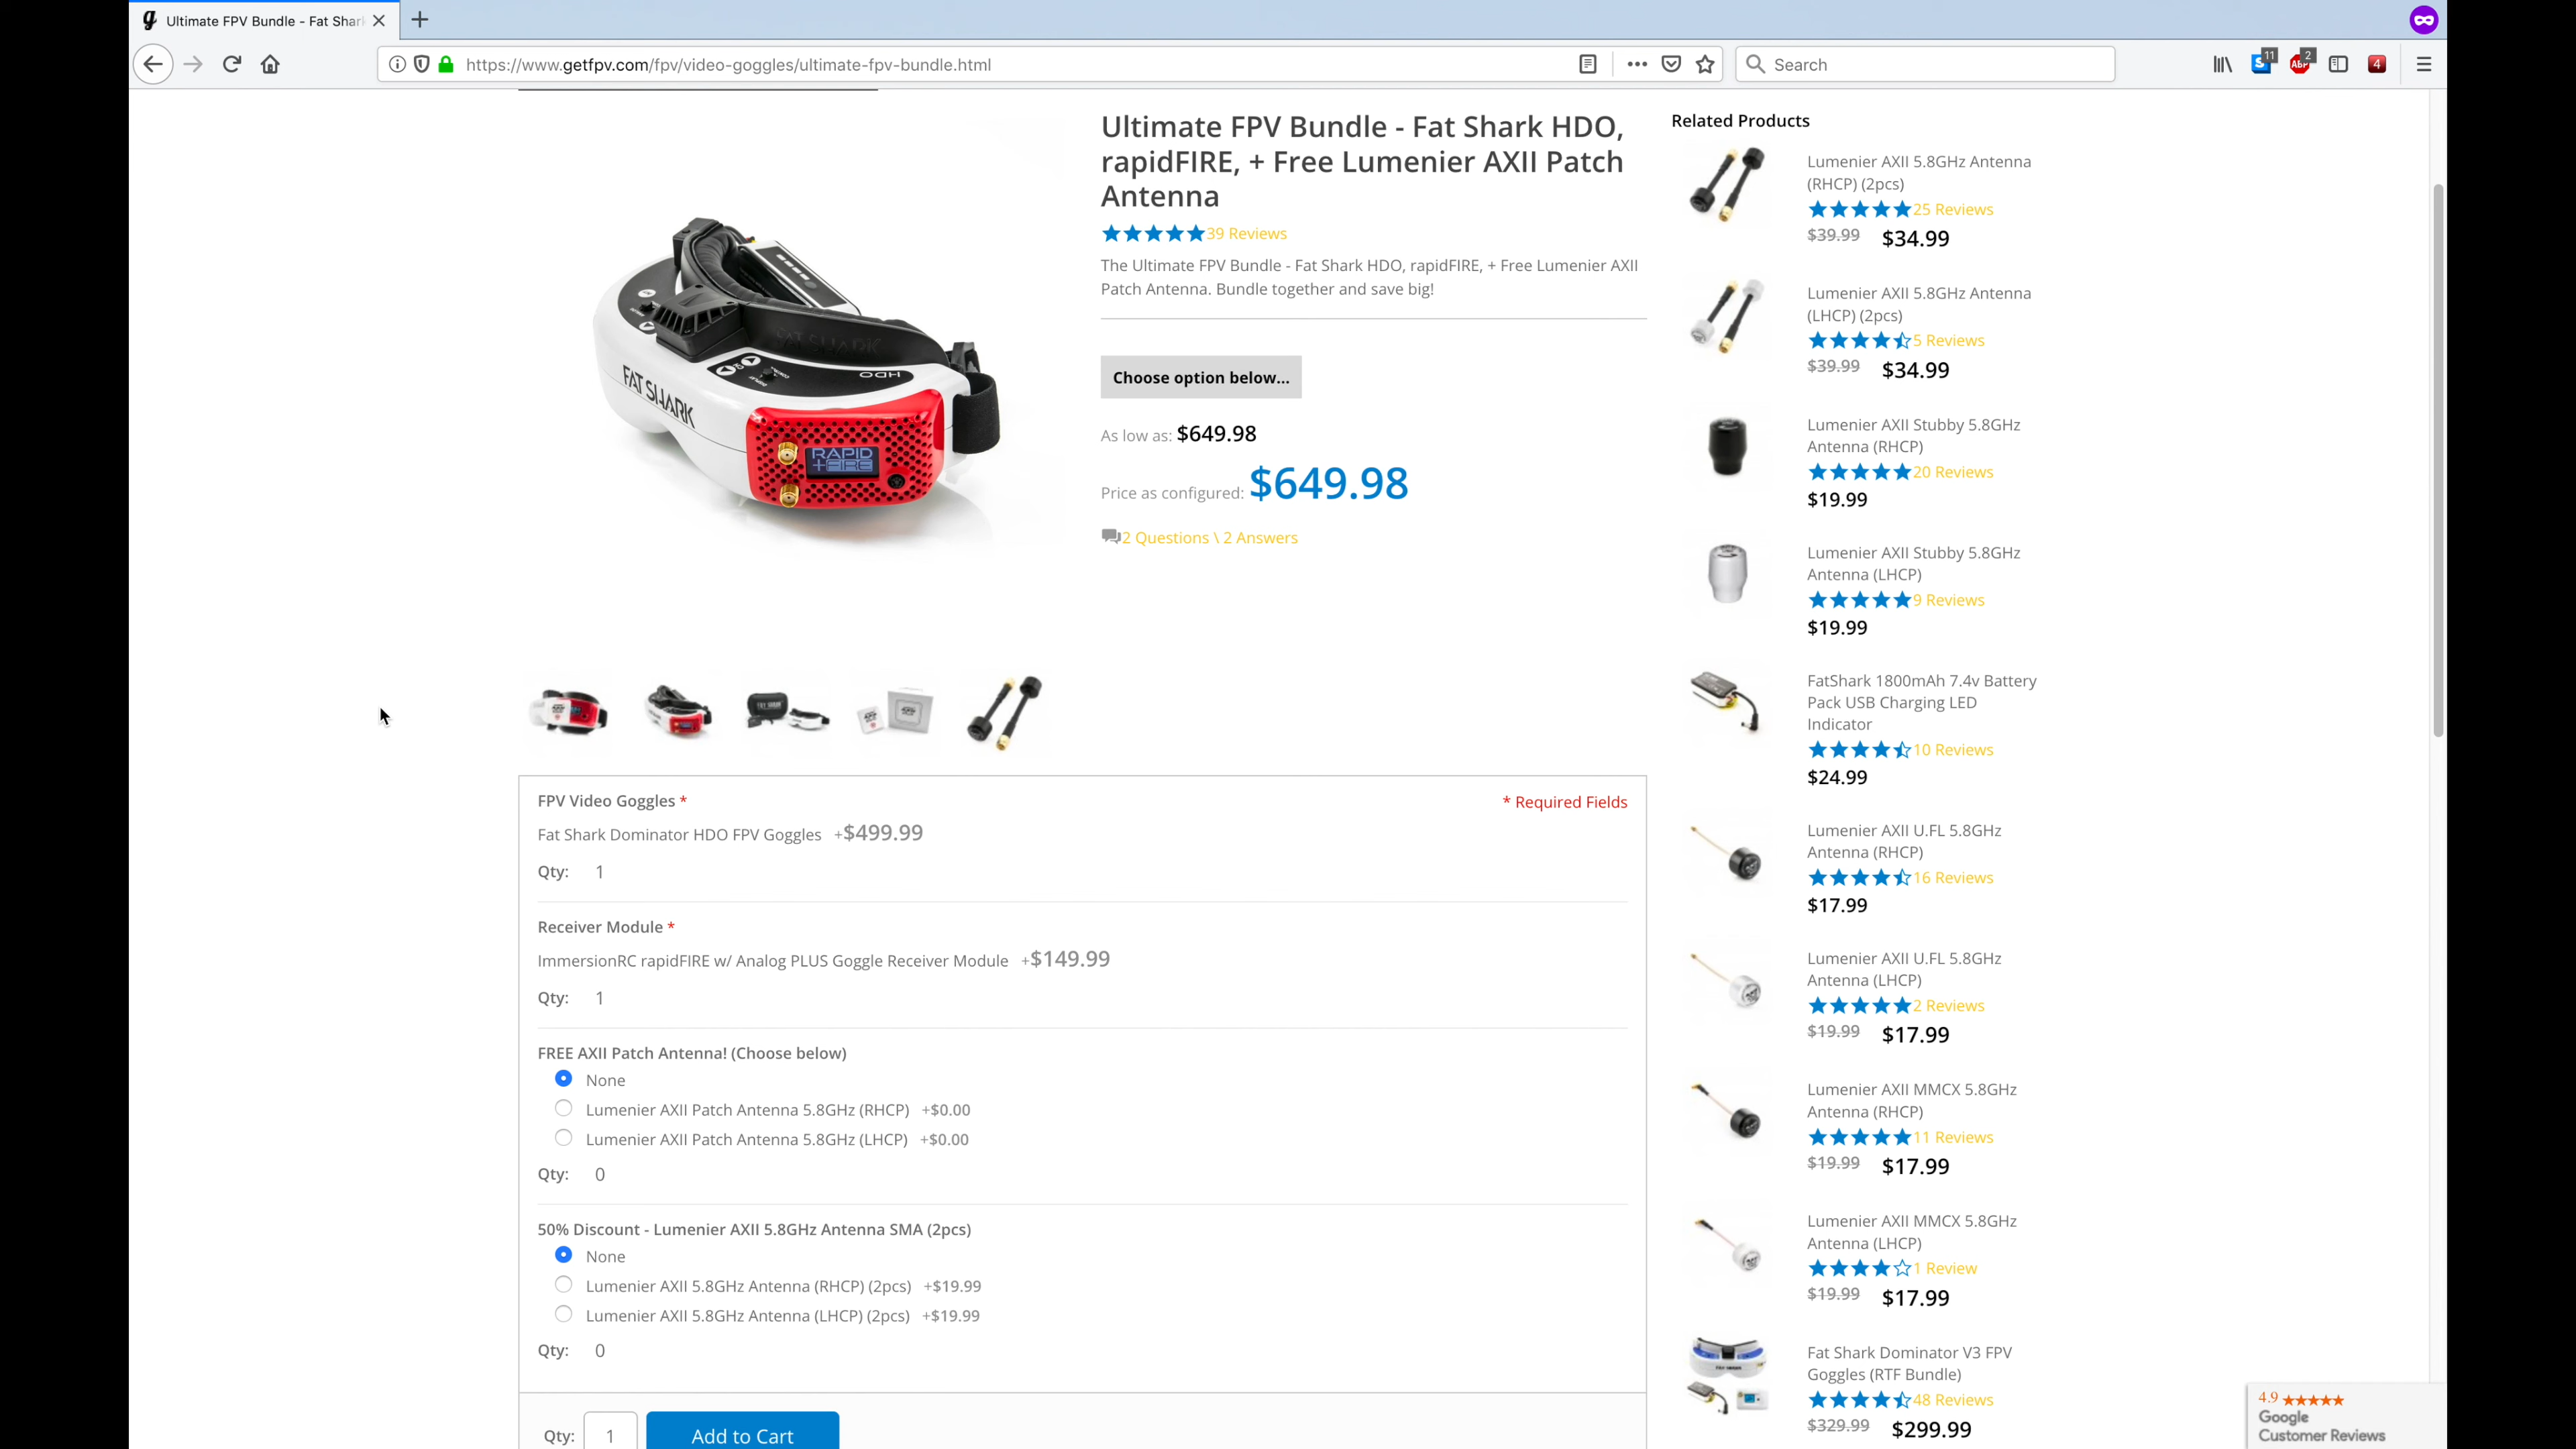 Ultimate FPV Bundle - Fat Shar
https://www.getfpv.com/fpv/video-goggles/ultimate-fpv-bundle.html
Search
11
2
ABP
4
Ultimate FPV Bundle - Fat Shark HDO,
rapidFIRE, + Free Lumenier AXII Patch
Antenna
39 Reviews
The Ultimate FPV Bundle - Fat Shark HDO, rapidFIRE, + Free Lumenier AXII
Patch Antenna. Bundle together and save big!
Choose option below...
As low as: $649.98
Price as configured: $649.98
2 Questions \ 2 Answers
FAT SHARK
HDO
RAPID
+FIRE
FPV Video Goggles *
* Required Fields
Fat Shark Dominator HDO FPV Goggles +$499.99
Qty: 1
Receiver Module *
ImmersionRC rapidFIRE w/ Analog PLUS Goggle Receiver Module +$149.99
Qty: 1
FREE AXII Patch Antenna! (Choose below)
None
Lumenier AXII Patch Antenna 5.8GHz (RHCP) +$0.00
Lumenier AXII Patch Antenna 5.8GHz (LHCP) +$0.00
Qty: 0
50% Discount - Lumenier AXII 5.8GHz Antenna SMA (2pcs)
None
Lumenier AXII 5.8GHz Antenna (RHCP) (2pcs) +$19.99
Lumenier AXII 5.8GHz Antenna (LHCP) (2pcs) +$19.99
Qty: 0
Qty: 1 Add to Cart
Related Products
Lumenier AXII 5.8GHz Antenna
(RHCP) (2pcs)
25 Reviews
$39.99 $34.99
Lumenier AXII 5.8GHz Antenna
(LHCP) (2pcs)
5 Reviews
$39.99 $34.99
Lumenier AXII Stubby 5.8GHz
Antenna (RHCP)
20 Reviews
$19.99
Lumenier AXII Stubby 5.8GHz
Antenna (LHCP)
9 Reviews
$19.99
FatShark 1800mAh 7.4v Battery
Pack USB Charging LED
Indicator
10 Reviews
$24.99
Lumenier AXII U.FL 5.8GHz
Antenna (RHCP)
16 Reviews
$17.99
Lumenier AXII U.FL 5.8GHz
Antenna (LHCP)
2 Reviews
$19.99 $17.99
Lumenier AXII MMCX 5.8GHz
Antenna (RHCP)
11 Reviews
$19.99 $17.99
Lumenier AXII MMCX 5.8GHz
Antenna (LHCP)
1 Review
$19.99 $17.99
Fat Shark Dominator V3 FPV
Goggles (RTF Bundle)
48 Reviews
$329.99 $299.99
4.9
Google
Customer Reviews